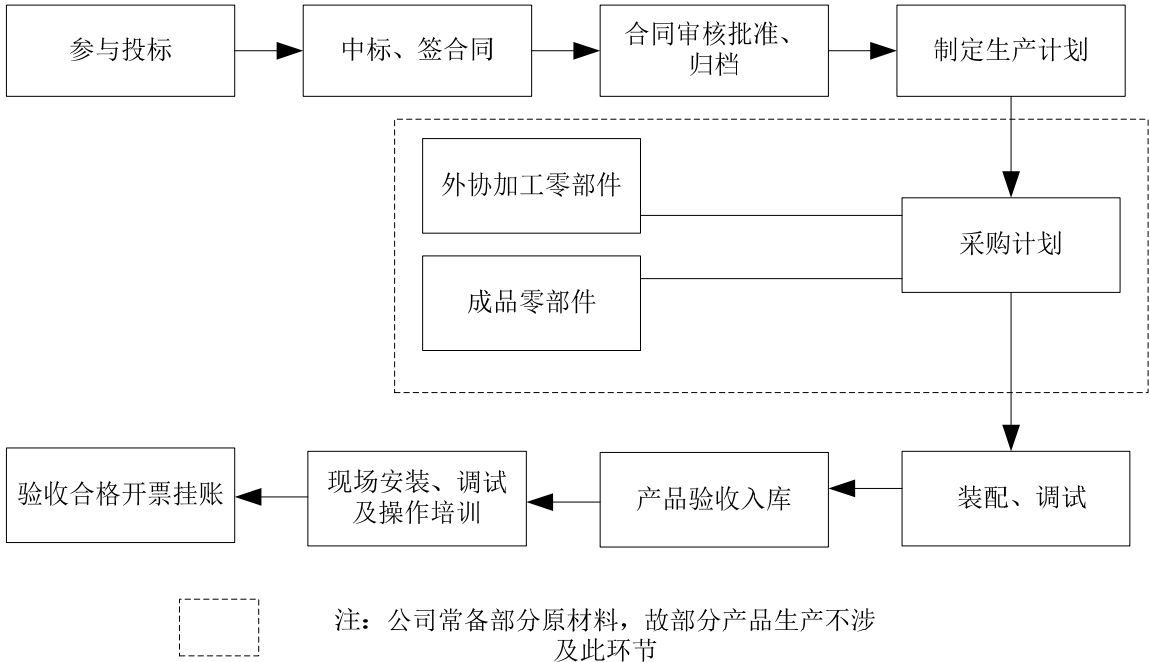 参与投标
中标、签合同
合同审核批准、
归档
制定生产计划
外协加工零部件
采购计划
成品零部件
验收合格开票挂账
现场安装、调试
及操作培训
产品验收入库
装配、调试
注：公司常备部分原材料，故部分产品生产不涉
及此环节